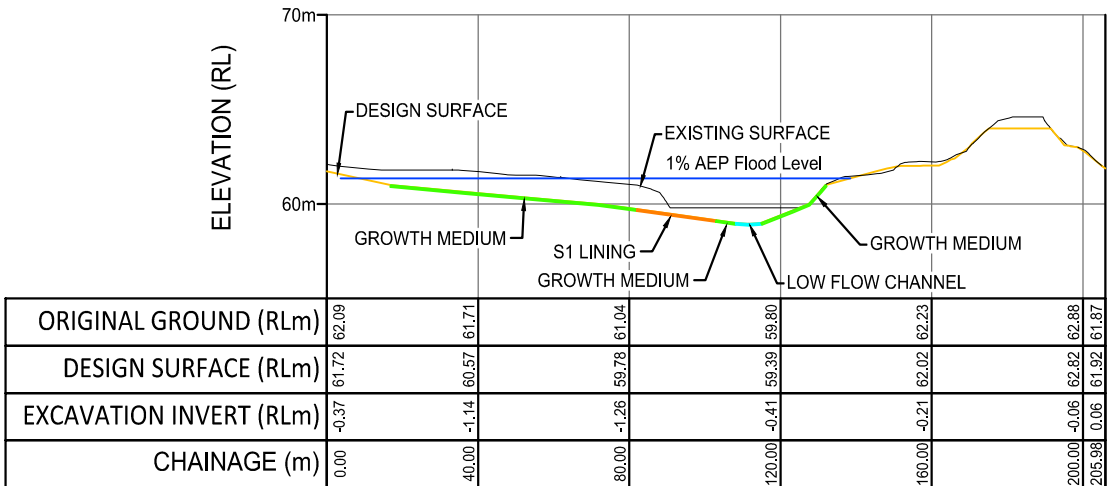 70m
ELEVATION (RL)
DESIGN SURFACE
EXISTING SURFACE
1% AEP Flood Level
60m
GROWTH MEDIUM
S1 LINING
GROWTH MEDIUM
GROWTH MEDIUM
LOW FLOW CHANNEL
ORIGINAL GROUND (RLm) 62.09 61.71 61.04 59.80 62.23 62.88 61.87
DESIGN SURFACE (RLm) 61.72 60.57 59.78 59.39 62.02 62.82 61.92
EXCAVATION INVERT (RLm) -0.37 -1.14 -1.26 -0.41 -0.21 -0.06 0.06
CHAINAGE (m) 0.00 40.00 80.00 120.00 160.00 200.00 205.98